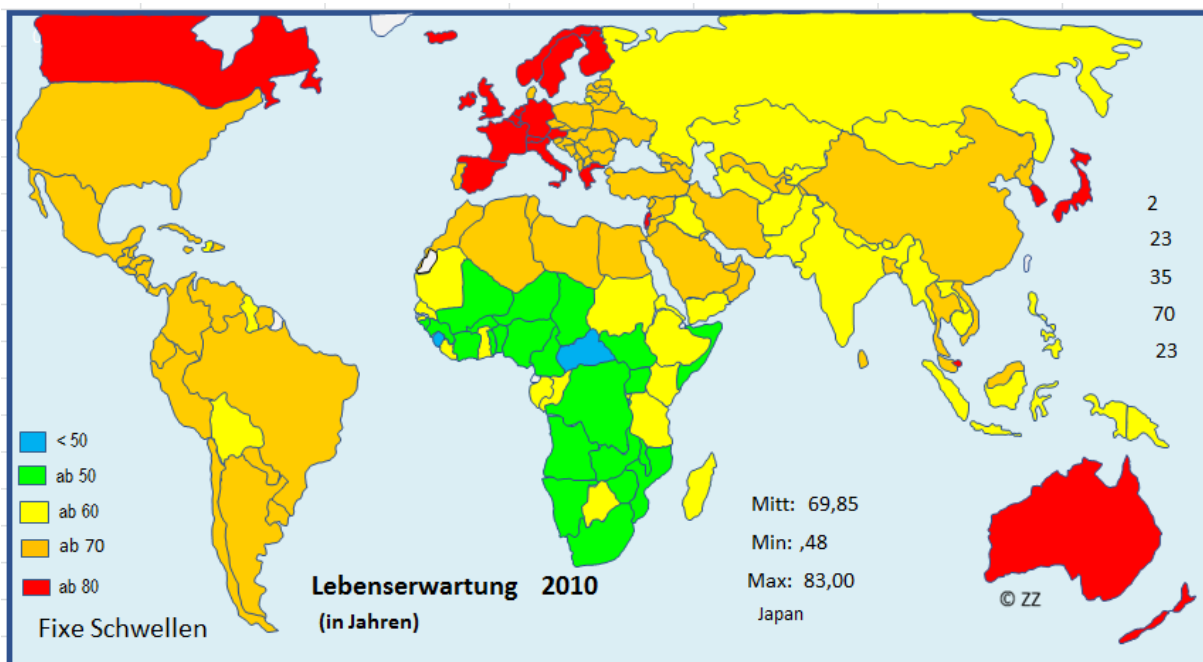 2
23
35
70
23
< 50
ab 50
ab 60
ab 70
ab 80
Fixe Schwellen
Lebenserwartung 2010
(in Jahren)
Mitt: 69,85
Min: ,48
Max: 83,00
Japan
© ZZ